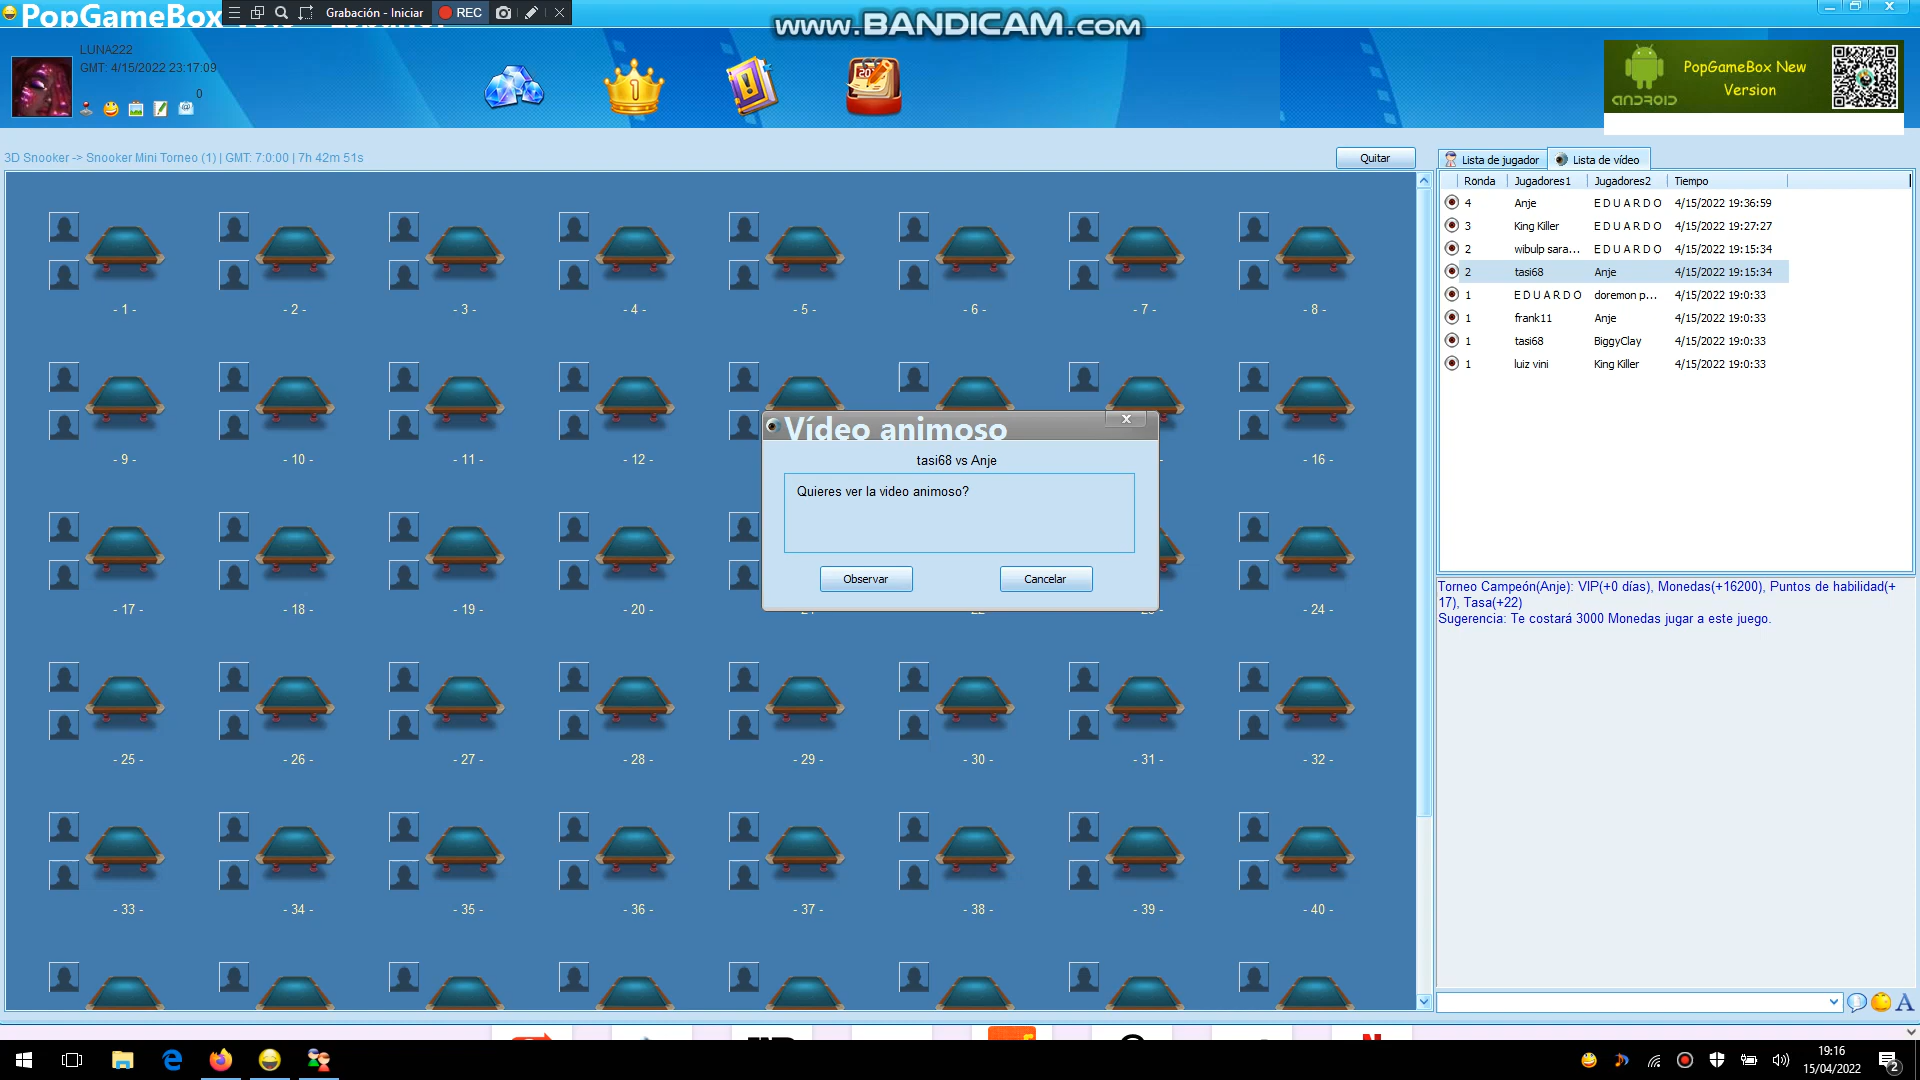 PopGameBox
Grabación - Iniciar
REC
www.BANDICAM.com
LUNA222
GMT: 4/15/2022 23:17:09
0
1
ANDROID
PopGameBox New
Version
3D Snooker -> Snooker Mini Torneo (1) | GMT: 7:0:00 | 7h 42m 51s
Quitar
Lista de jugador
Lista de vídeo
Ronda Jugadores1 Jugadores2 Tiempo
4 Anje E D U A R D O 4/15/2022 19:36:59
3 King Killer E D U A R D O 4/15/2022 19:27:27
2 wibulp sara... E D U A R D O 4/15/2022 19:15:34
2 tasi68 Anje 4/15/2022 19:15:34
1 E D U A R D O doremon p... 4/15/2022 19:0:33
1 frank11 Anje 4/15/2022 19:0:33
1 tasi68 BiggyClay 4/15/2022 19:0:33
1 luiz vini King Killer 4/15/2022 19:0:33
- 1 - - 2 - - 3 - - 4 - - 5 - - 6 - - 7 - - 8 -
- 9 - - 10 - - 11 - - 12 - - 16 -
- 17 - - 18 - - 19 - - 20 - - 24 -
- 25 - - 26 - - 27 - - 28 - - 29 - - 30 - - 31 - - 32 -
- 33 - - 34 - - 35 - - 36 - - 37 - - 38 - - 39 - - 40 -
Vídeo animoso
tasi68 vs Anje
Quieres ver la video animoso?
Observar
Cancelar
Torneo Campeón(Anje): VIP(+0 días), Monedas(+16200), Puntos de habilidad(+
17), Tasa(+22)
Sugerencia: Te costará 3000 Monedas jugar a este juego.
A
19:16
15/04/2022
2